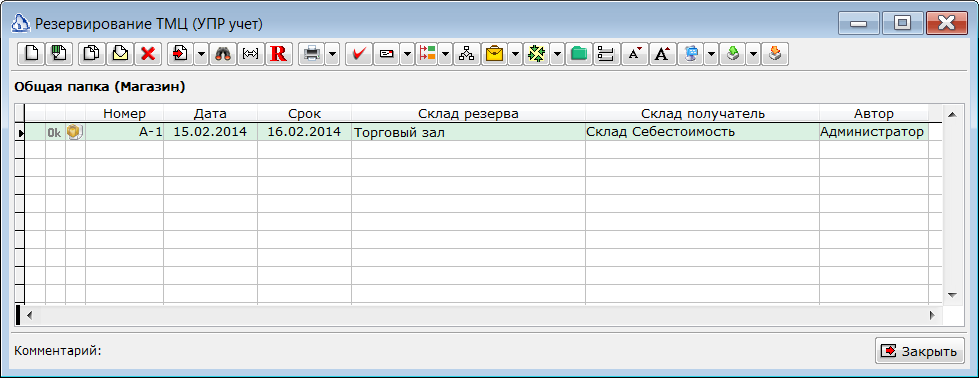 Резервирование ТМЦ (УПР учет)
R A A
Общая папка (Магазин)
Номер Дата Срок Склад резерва Склад получатель Автор
Ok А-1 15.02.2014 16.02.2014 Торговый зал Склад Себестоимость Администратор
Комментарий: Закрыть